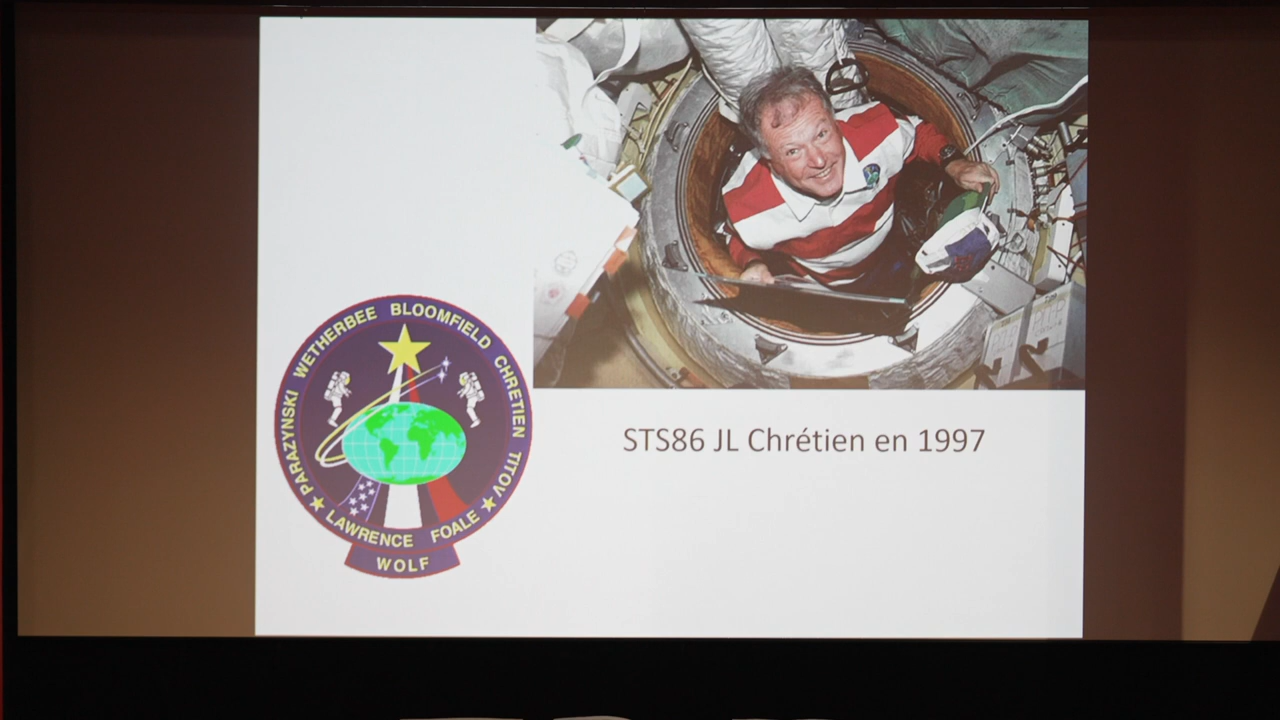 PARAZYNSKI WETHERBEE BLOOMFIELD CHRETIEN TITOV
LAWRENCE FOALE
WOLF
STS86 JL Chrétien en 1997